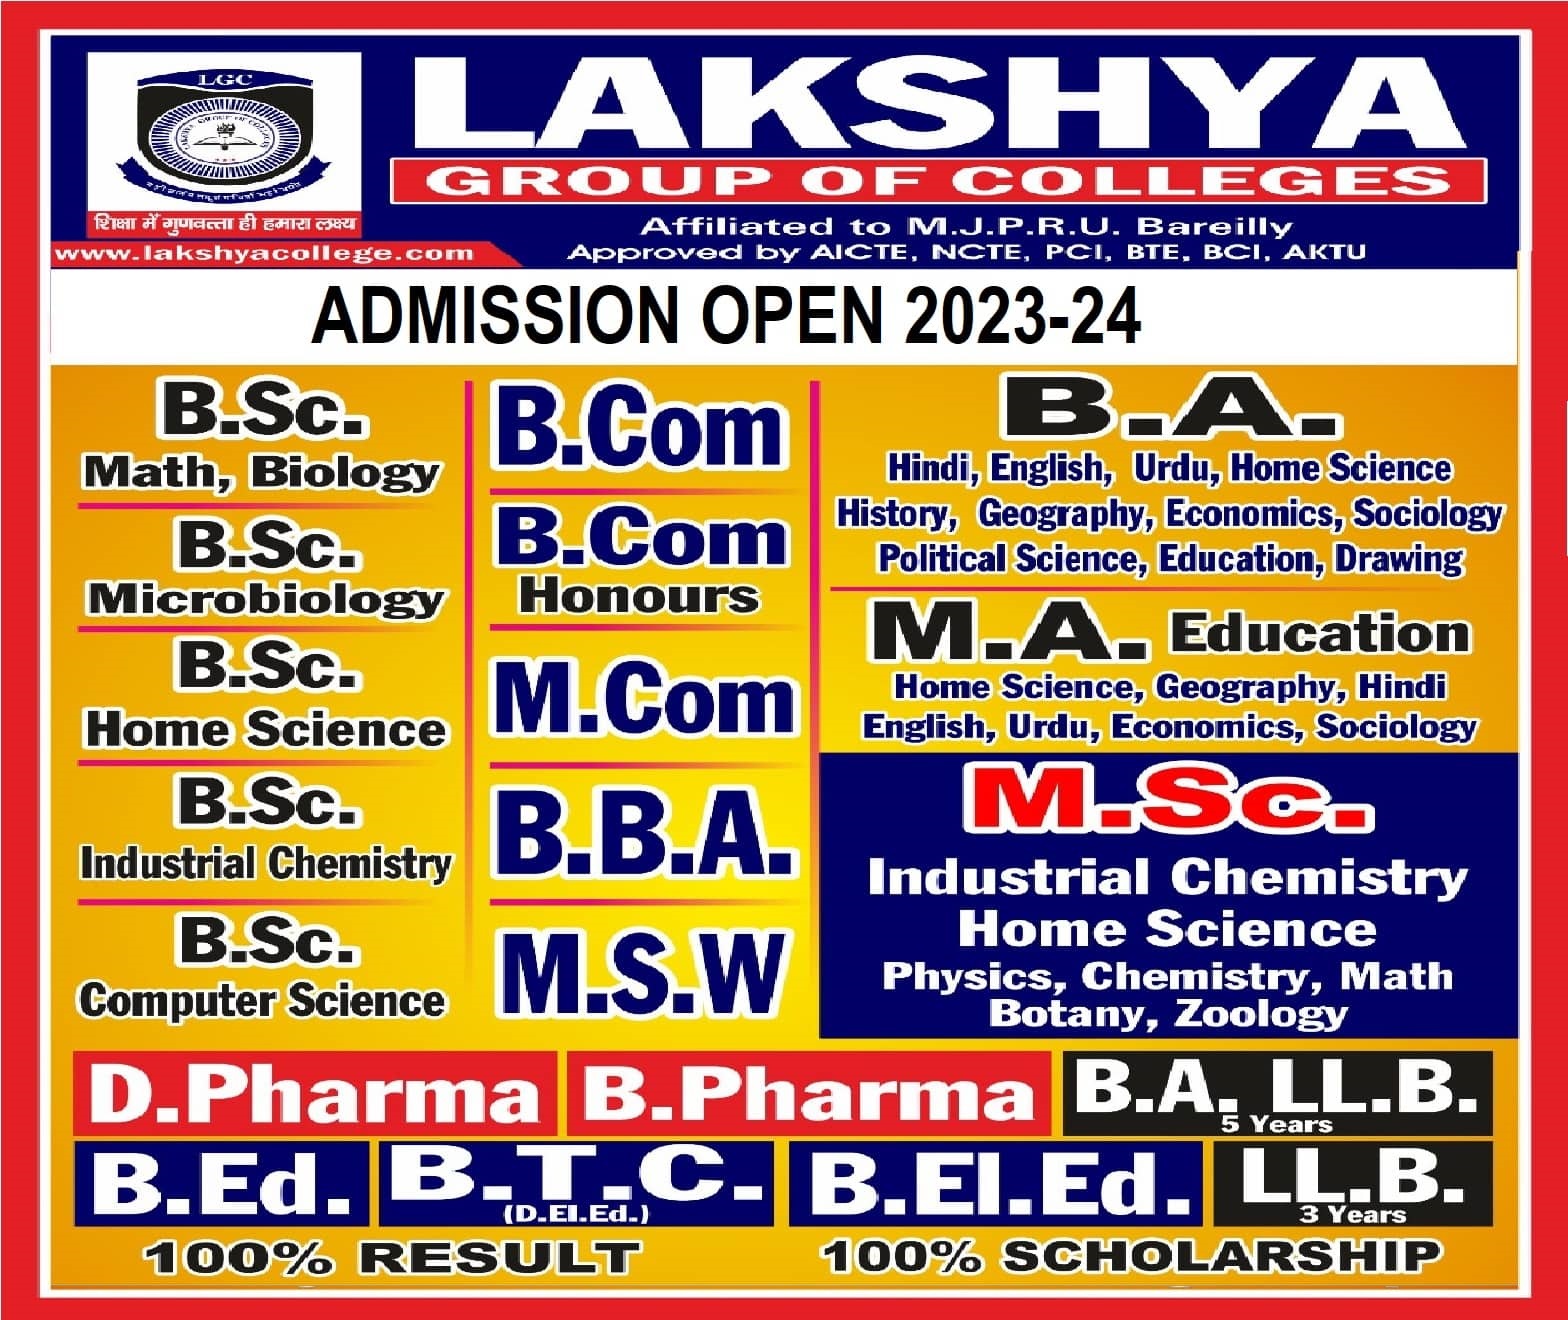 LGC
LAKSHYA GROUP OF COLLEGES
शिक्षा में गुणवत्ता ही हमारा लक्ष्य
www.lakshyacollege.com
LAKSHYA
GROUP OF COLLEGES
Affiliated to M.J.P.R.U. Bareilly
Approved by AICTE, NCTE, PCI, BTE, BCI, AKTU
ADMISSION OPEN 2023-24
B.Sc.
Math, Biology
B.Sc.
Microbiology
B.Sc.
Home Science
B.Sc.
Industrial Chemistry
B.Sc.
Computer Science
B.Com
B.Com
Honours
M.Com
B.B.A.
M.S.W
B.A.
Hindi, English, Urdu, Home Science
History, Geography, Economics, Sociology
Political Science, Education, Drawing
M.A. Education
Home Science, Geography, Hindi
English, Urdu, Economics, Sociology
M.Sc.
Industrial Chemistry
Home Science
Physics, Chemistry, Math
Botany, Zoology
D.Pharma B.Pharma B.A. LL.B.
5 Years
B.Ed. B.T.C. B.El.Ed. LL.B.
(D.El.Ed.) 3 Years
100% RESULT 100% SCHOLARSHIP